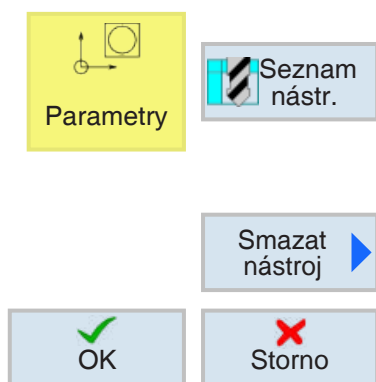 Parametry
Seznam
nástr.
Smazat
nástroj
OK
Storno